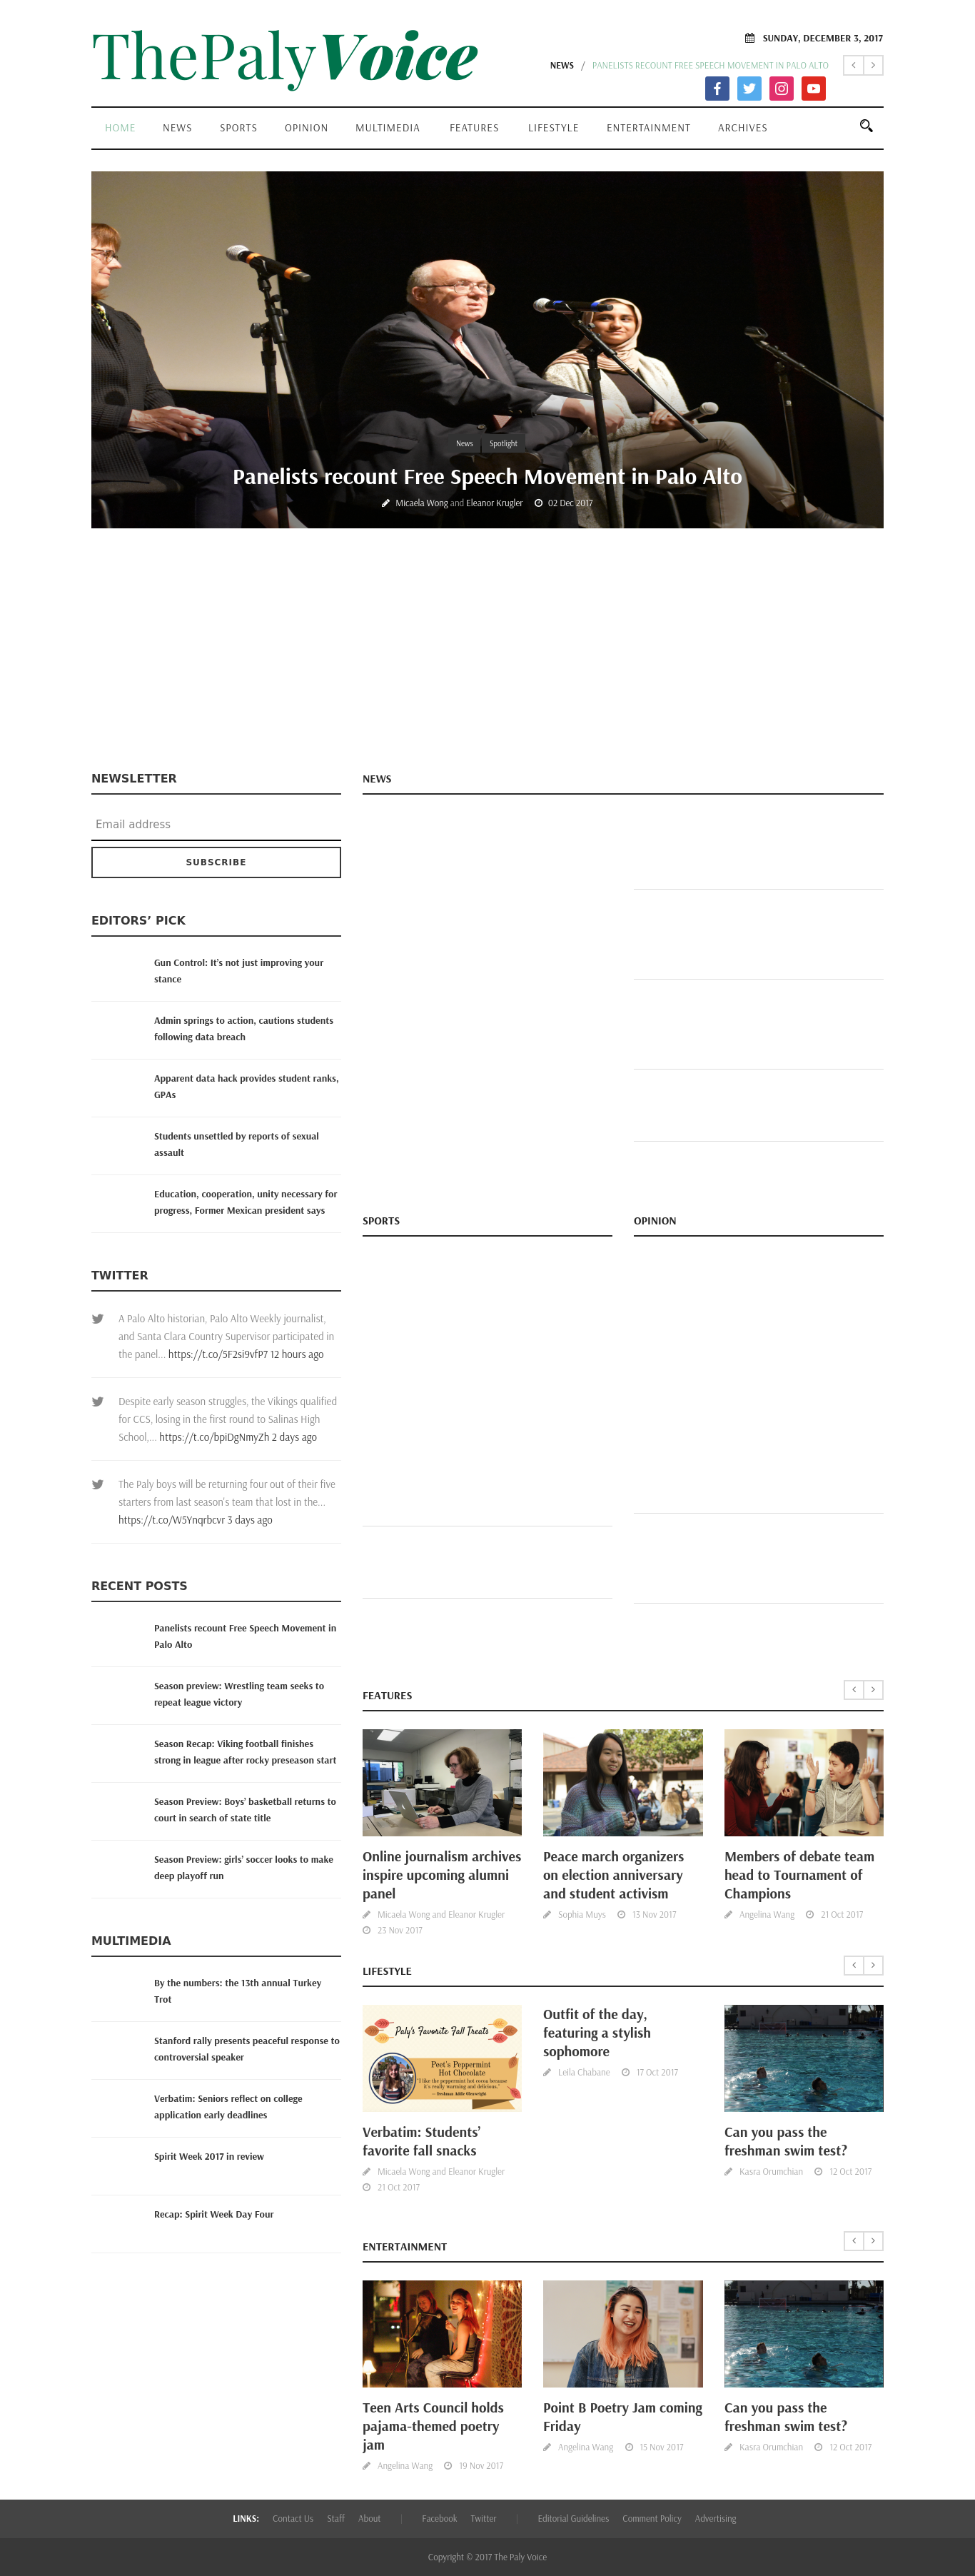 ThePalyVoice
SUNDAY, DECEMBER 3, 2017
NEWS / PANELISTS RECOUNT FREE SPEECH MOVEMENT IN PALO ALTO
HOME NEWS SPORTS OPINION MULTIMEDIA FEATURES LIFESTYLE ENTERTAINMENT ARCHIVES
News Spotlight
Panelists recount Free Speech Movement in Palo Alto
Micaela Wong and Eleanor Krugler 02 Dec 2017
NEWSLETTER
Email address
SUBSCRIBE
EDITORS’ PICK
Gun Control: It’s not just improving your
stance
Admin springs to action, cautions students
following data breach
Apparent data hack provides student ranks,
GPAs
Students unsettled by reports of sexual
assault
Education, cooperation, unity necessary for
progress, Former Mexican president says
TWITTER
A Palo Alto historian, Palo Alto Weekly journalist,
and Santa Clara Country Supervisor participated in
the panel... https://t.co/5F2si9vfP7 12 hours ago
Despite early season struggles, the Vikings qualified
for CCS, losing in the first round to Salinas High
School,... https://t.co/bpiDgNmyZh 2 days ago
The Paly boys will be returning four out of their five
starters from last season's team that lost in the...
https://t.co/W5Ynqrbcvr 3 days ago
RECENT POSTS
Panelists recount Free Speech Movement in
Palo Alto
Season preview: Wrestling team seeks to
repeat league victory
Season Recap: Viking football finishes
strong in league after rocky preseason start
Season Preview: Boys’ basketball returns to
court in search of state title
Season Preview: girls’ soccer looks to make
deep playoff run
MULTIMEDIA
By the numbers: the 13th annual Turkey
Trot
Stanford rally presents peaceful response to
controversial speaker
Verbatim: Seniors reflect on college
application early deadlines
Spirit Week 2017 in review
Recap: Spirit Week Day Four
NEWS
SPORTS
OPINION
FEATURES
Online journalism archives
inspire upcoming alumni
panel
Micaela Wong and Eleanor Krugler
23 Nov 2017
Peace march organizers
on election anniversary
and student activism
Sophia Muys 13 Nov 2017
Members of debate team
head to Tournament of
Champions
Angelina Wang 21 Oct 2017
LIFESTYLE
Paly's Favorite Fall Treats
Peet's Peppermint
Hot Chocolate
Verbatim: Students’
favorite fall snacks
Micaela Wong and Eleanor Krugler
21 Oct 2017
Outfit of the day,
featuring a stylish
sophomore
Leila Chabane 17 Oct 2017
Can you pass the
freshman swim test?
Kasra Orumchian 12 Oct 2017
ENTERTAINMENT
Teen Arts Council holds
pajama-themed poetry
jam
Angelina Wang 19 Nov 2017
Point B Poetry Jam coming
Friday
Angelina Wang 15 Nov 2017
Can you pass the
freshman swim test?
Kasra Orumchian 12 Oct 2017
LINKS: Contact Us Staff About | Facebook Twitter | Editorial Guidelines Comment Policy Advertising
Copyright © 2017 The Paly Voice